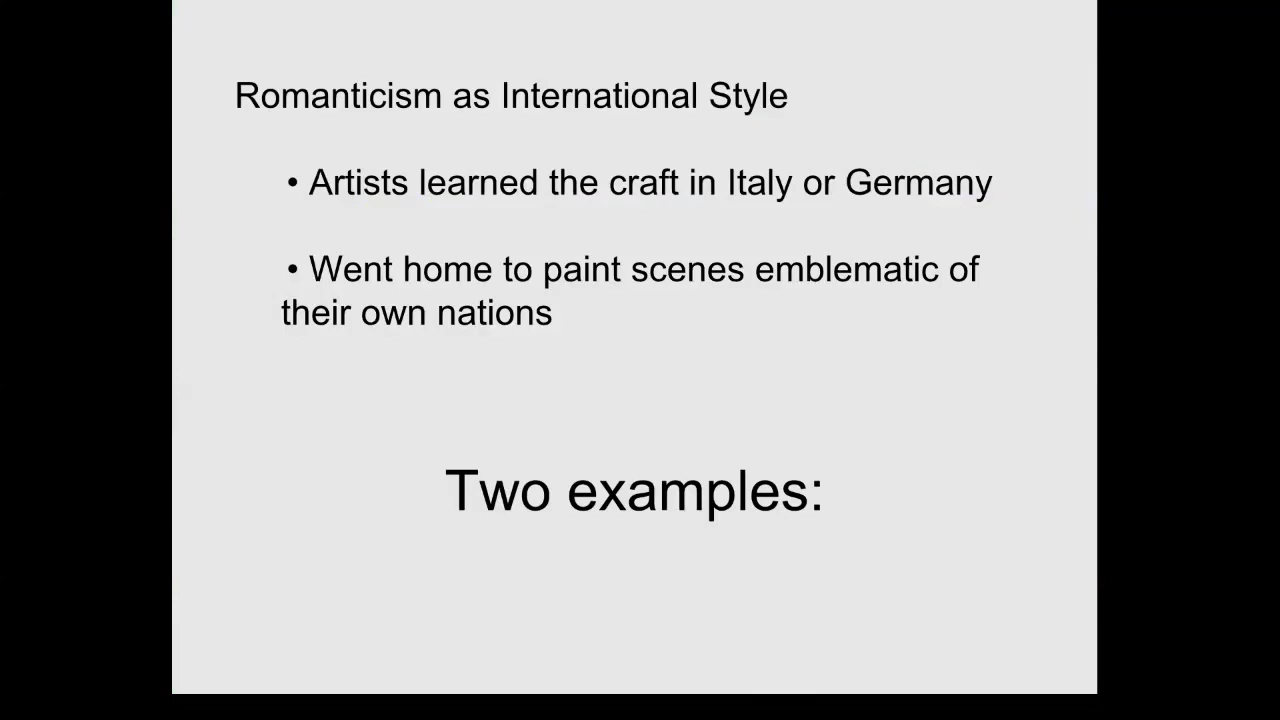 Romanticism as International Style
• Artists learned the craft in Italy or Germany
• Went home to paint scenes emblematic of
their own nations
Two examples: